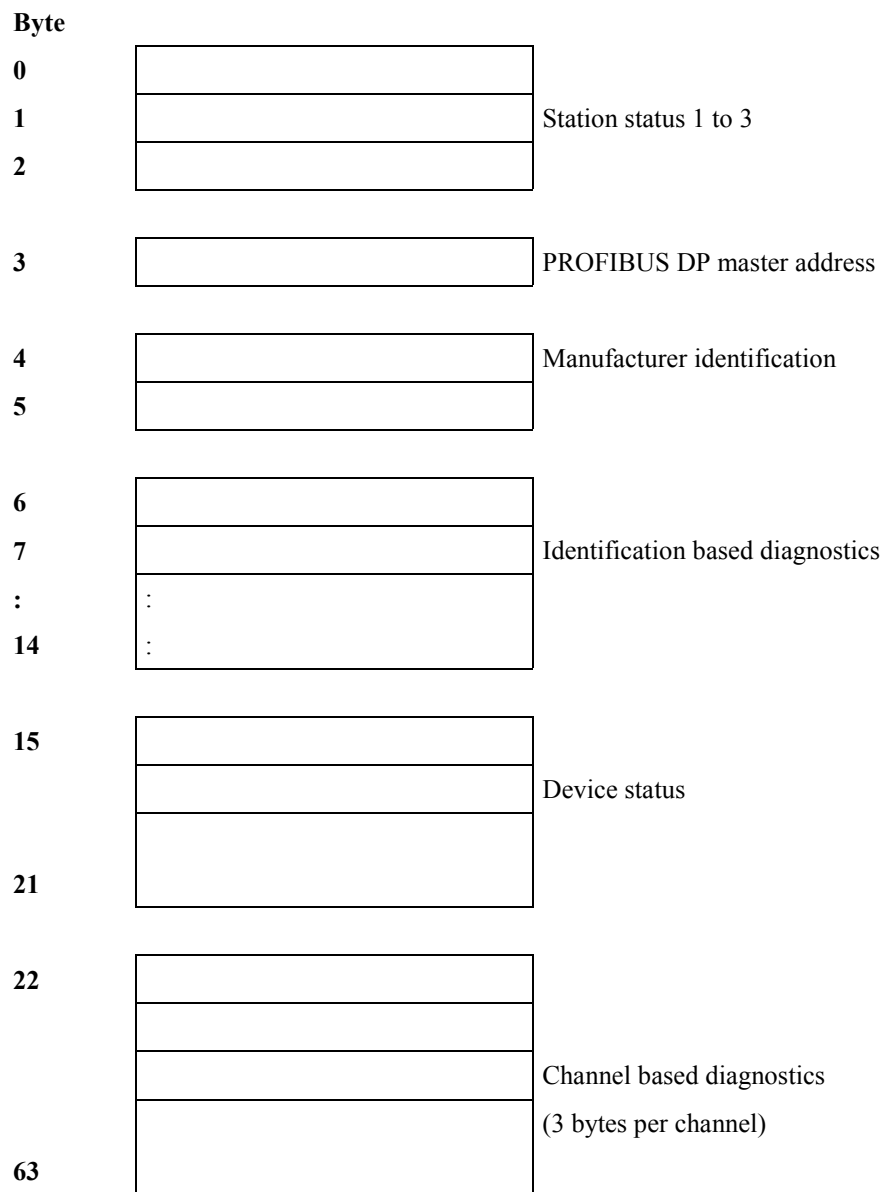 Byte
0
1 Station status 1 to 3
2
3 PROFIBUS DP master address
4 Manufacturer identification
5
6
7 Identification based diagnostics
: :
14 :
15
Device status
21
22
Channel based diagnostics
(3 bytes per channel)
63